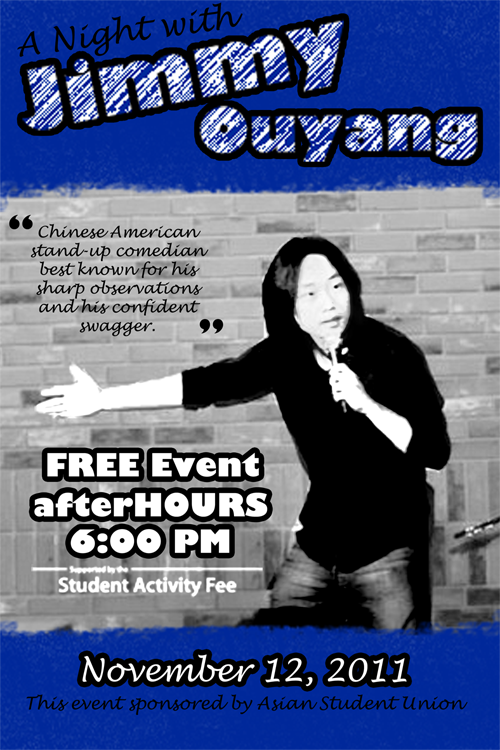 A Night with
Jimmy
Ouyang
“ Chinese American
stand-up comedian
best known for his
sharp observations
and his confident
swagger. ”
FREE Event
afterHOURS
6:00 PM
Supported by the
Student Activity Fee
November 12, 2011
This event sponsored by Asian Student Union